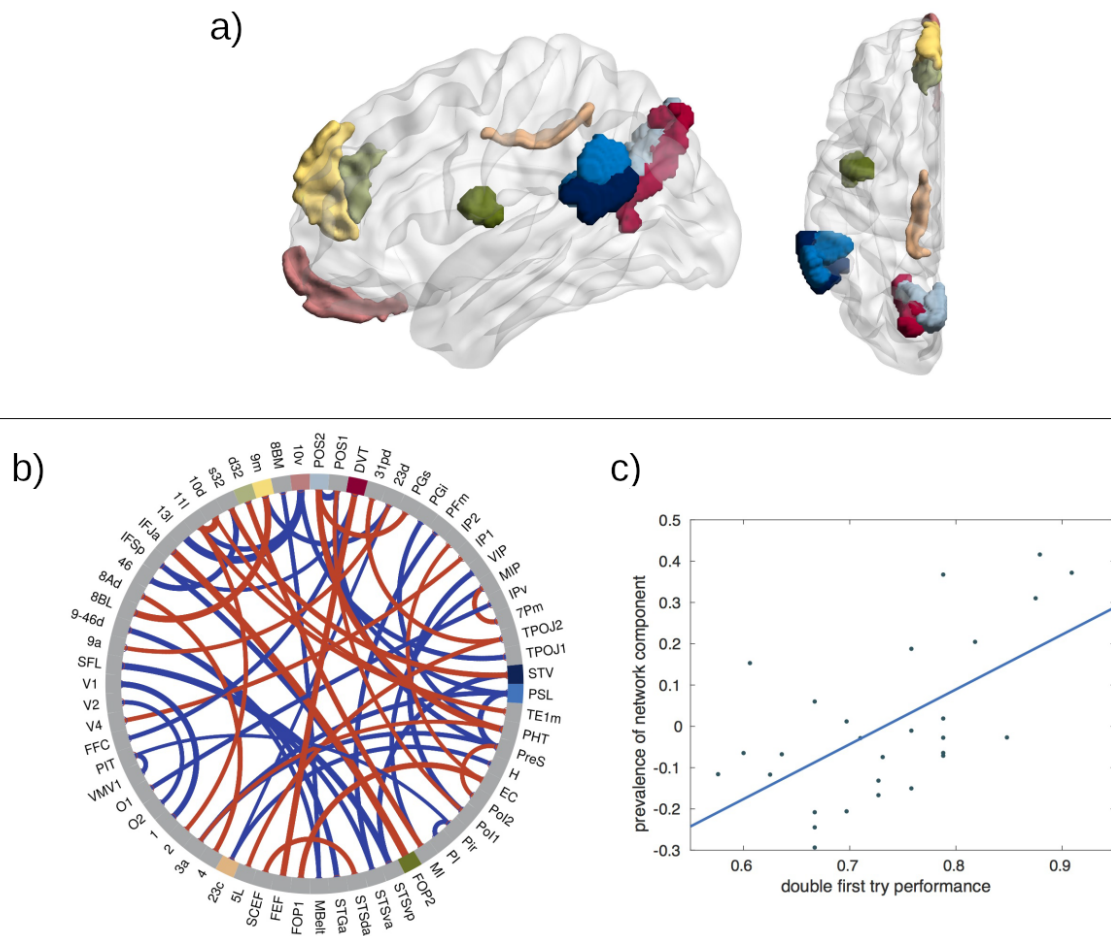 a)
b)
POS2
POS1
DVT
31pd
23d
PGs
PGi
PFm
IP2
IP1
VIP
MIP
IPv
7Pm
TPOJ2
TPOJ1
STV
PSL
TE1m
PHT
PreS
H
EC
PoI2
PoI1
Pir
PI
MI
FOP2
STSvp
STSva
STSda
STGa
MBelt
FOP1
FEF
SCEF
5L
23c
4
3a
2
1
O2
O1
VMV1
PIT
FFC
V4
V2
V1
SFL
9a
9-46d
8BL
8Ad
46
IFSp
IFJa
13l
11l
10d
s32
d32
9m
8BM
10v
c)
prevalence of network component
0.5
0.4
0.3
0.2
0.1
0
-0.1
-0.2
-0.3
0.6
0.7
0.8
0.9
double first try performance